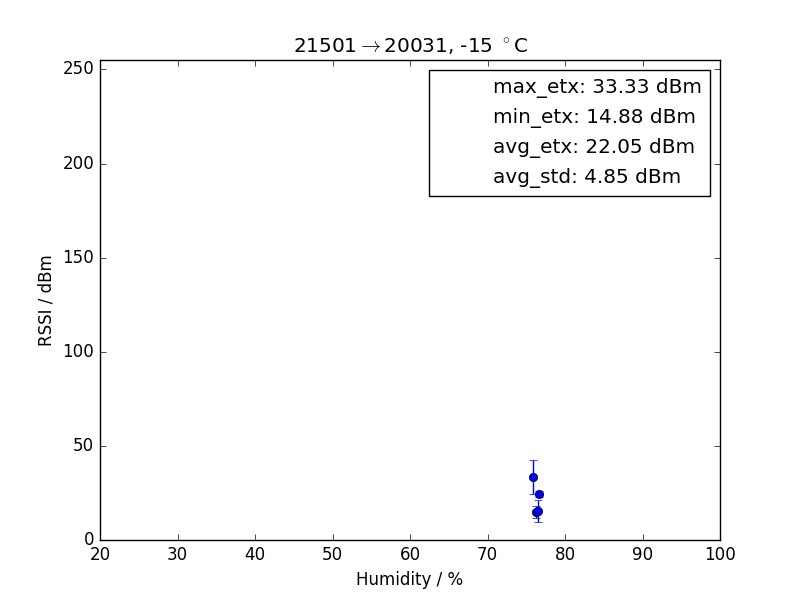 21501→20031, -15 °C
max_etx: 33.33 dBm
min_etx: 14.88 dBm
avg_etx: 22.05 dBm
avg_std: 4.85 dBm
RSSI / dBm
250
200
150
100
50
0
20 30 40 50 60 70 80 90 100
Humidity / %